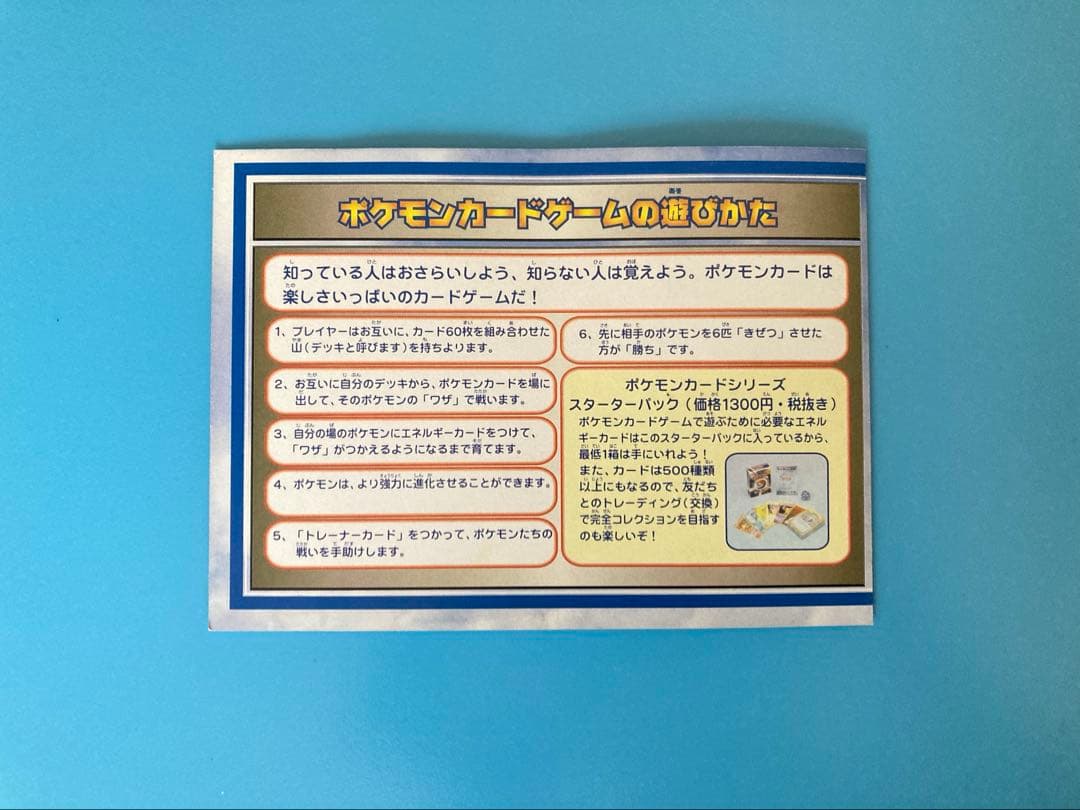 ポケモンカードゲームの遊びかた
知っている人はおさらいしよう、知らない人は覚えよう。ポケモンカードは
楽しさいっぱいのカードゲームだ！
1、プレイヤーはお互いに、カード60枚を組み合わせた
山（デッキと呼びます）を持ちよります。
2、お互いに自分のデッキから、ポケモンカードを場に
出して、そのポケモンの「ワザ」で戦います。
3、自分の場のポケモンにエネルギーカードをつけて、
「ワザ」がつかえるようになるまで育てます。
4、ポケモンは、より強力に進化させることができます。
5、「トレーナーカード」をつかって、ポケモンたちの
戦いを手助けします。
6、先に相手のポケモンを6匹「きぜつ」させた
方が「勝ち」です。
ポケモンカードシリーズ
スターターパック（価格1300円・税抜き）
ポケモンカードゲームで遊ぶために必要なエネル
ギーカードはこのスターターパックに入っているから、
最低1箱は手にいれよう！
また、カードは500種類
以上にもなるので、友だち
とのトレーディング（交換）
で完全コレクションを目指す
のも楽しいぞ！